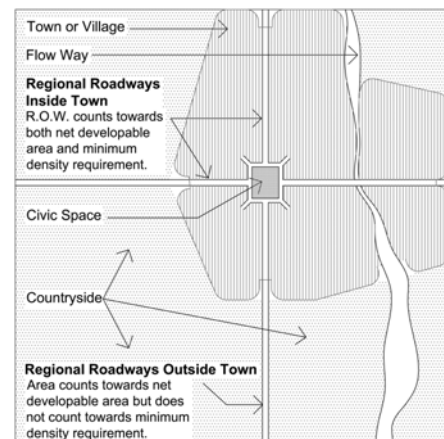 Town or Village
Flow Way
Regional Roadways
Inside Town
R.O.W. counts towards
both net developable
area and minimum
density requirement.
Civic Space
Countryside
Regional Roadways Outside Town
Area counts towards net
developable area but does
not count towards minimum
density requirement.